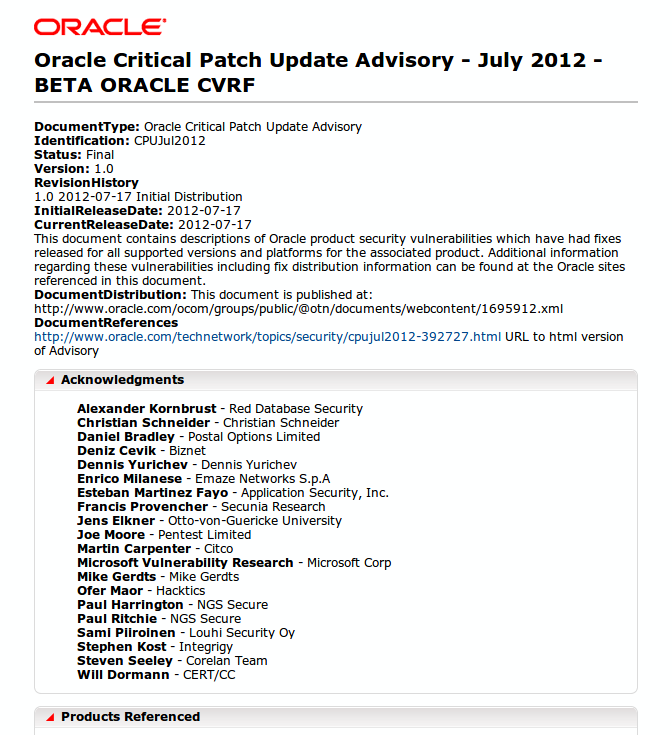 ORACLE
Oracle Critical Patch Update Advisory - July 2012 -
BETA ORACLE CVRF
DocumentType: Oracle Critical Patch Update Advisory
Identification: CPUJul2012
Status: Final
Version: 1.0
RevisionHistory
1.0 2012-07-17 Initial Distribution
InitialReleaseDate: 2012-07-17
CurrentReleaseDate: 2012-07-17
This document contains descriptions of Oracle product security vulnerabilities which have had fixes
released for all supported versions and platforms for the associated product. Additional information
regarding these vulnerabilities including fix distribution information can be found at the Oracle sites
referenced in this document.
DocumentDistribution: This document is published at:
http://www.oracle.com/ocom/groups/public/@otn/documents/webcontent/1695912.xml
DocumentReferences
http://www.oracle.com/technetwork/topics/security/cpujul2012-392727.html URL to html version
of Advisory
Acknowledgments
Alexander Kornbrust - Red Database Security
Christian Schneider - Christian Schneider
Daniel Bradley - Postal Options Limited
Deniz Cevik - Biznet
Dennis Yurichev - Dennis Yurichev
Enrico Milanese - Emaze Networks S.p.A
Esteban Martinez Fayo - Application Security, Inc.
Francis Provencher - Secunia Research
Jens Elkner - Otto-von-Guericke University
Joe Moore - Pentest Limited
Martin Carpenter - Citco
Microsoft Vulnerability Research - Microsoft Corp
Mike Gerdts - Mike Gerdts
Ofer Maor - Hacktics
Paul Harrington - NGS Secure
Paul Ritchie - NGS Secure
Sami Piiroinen - Louhi Security Oy
Stephen Kost - Integrigy
Steven Seeley - Corelan Team
Will Dormann - CERT/CC
Products Referenced